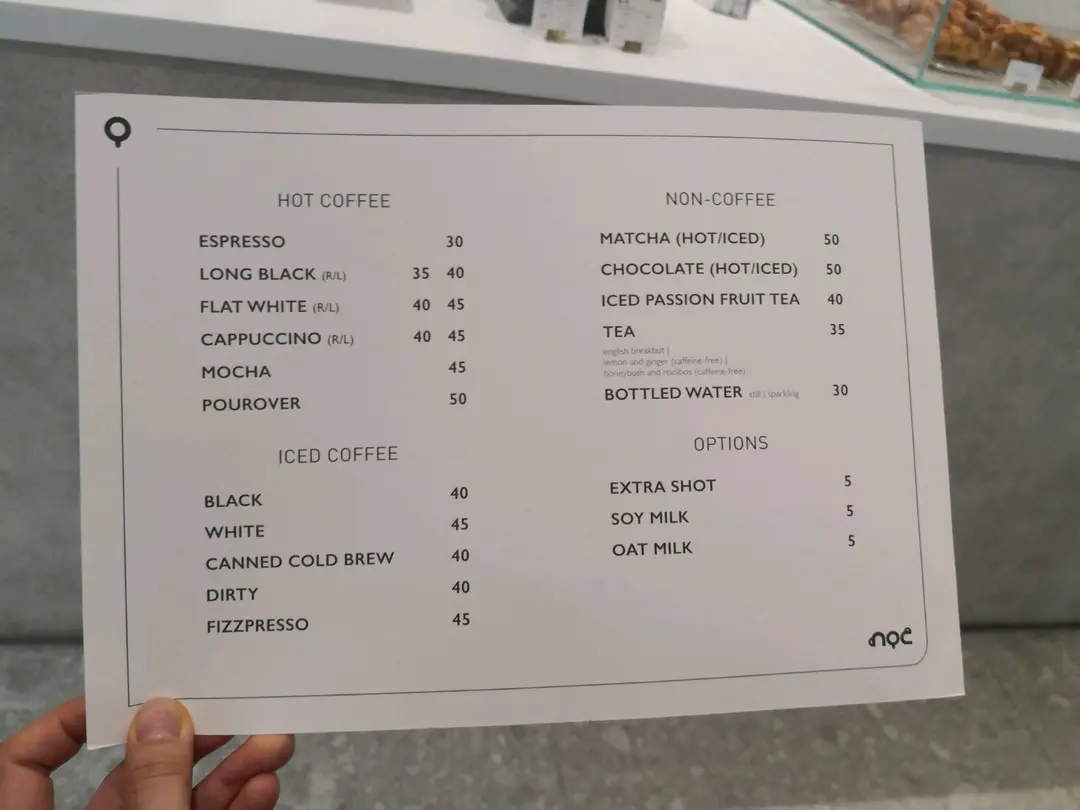 HOT COFFEE
ESPRESSO 30
LONG BLACK (R/L) 35 40
FLAT WHITE (R/L) 40 45
CAPPUCCINO (R/L) 40 45
MOCHA 45
POUROVER 50
ICED COFFEE
BLACK 40
WHITE 45
CANNED COLD BREW 40
DIRTY 40
FIZZPRESSO 45
NON-COFFEE
MATCHA (HOT/ICED) 50
CHOCOLATE (HOT/ICED) 50
ICED PASSION FRUIT TEA 40
TEA 35
english breakfast |
lemon and ginger (caffeine-free) |
honeybush and rooibos (caffeine-free)
BOTTLED WATER still | sparkling 30
OPTIONS
EXTRA SHOT 5
SOY MILK 5
OAT MILK 5
noc